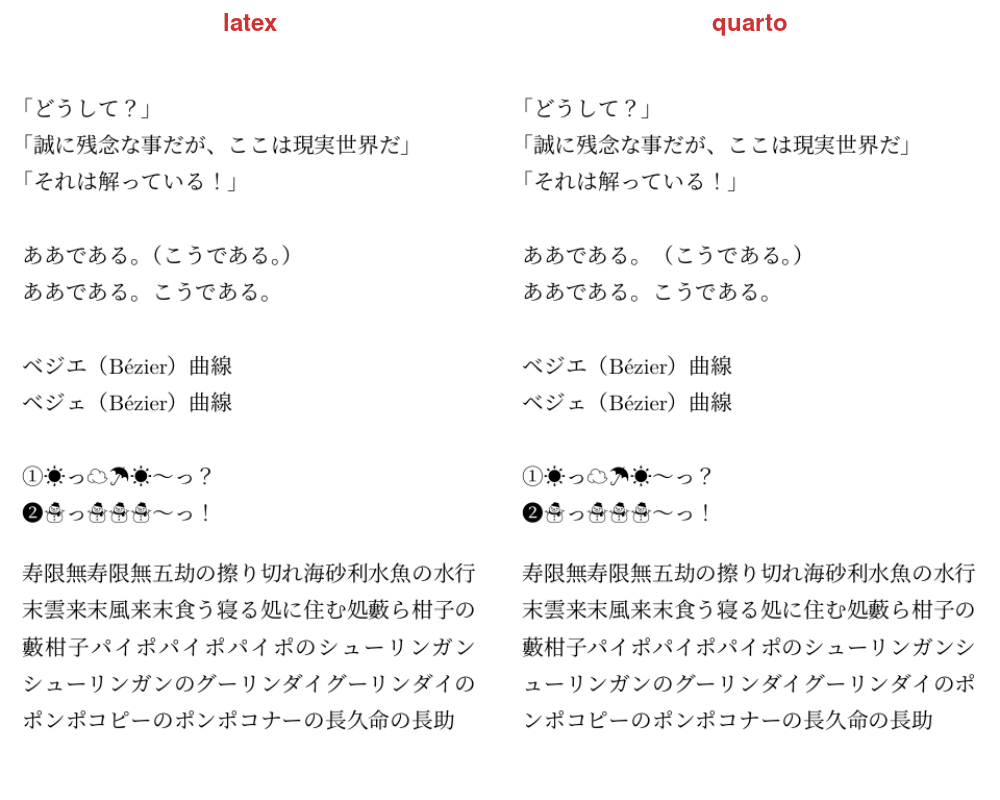 latex
「どうして？」
「誠に残念な事だが、ここは現実世界だ」
「それは解っている！」
ああである。（こうである。）
ああである。こうである。
ベジエ（Bézier）曲線
ベジェ（Bézier）曲線
①☀っ☁☂☀〜っ？
❷☃っ☃☃☃〜っ！
寿限無寿限無五劫の擦り切れ海砂利水魚の水行
末雲来末風来末食う寝る処に住む処藪ら柑子の
藪柑子パイポパイポパイポのシューリンガン
シューリンガンのグーリンダイグーリンダイの
ポンポコピーのポンポコナーの長久命の長助
quarto
「どうして？」
「誠に残念な事だが、ここは現実世界だ」
「それは解っている！」
ああである。（こうである。）
ああである。こうである。
ベジエ（Bézier）曲線
ベジェ（Bézier）曲線
①☀っ☁☂☀〜っ？
❷☃っ☃☃☃〜っ！
寿限無寿限無五劫の擦り切れ海砂利水魚の水行
末雲来末風来末食う寝る処に住む処藪ら柑子の
藪柑子パイポパイポパイポのシューリンガンシ
ューリンガンのグーリンダイグーリンダイのポ
ンポコピーのポンポコナーの長久命の長助